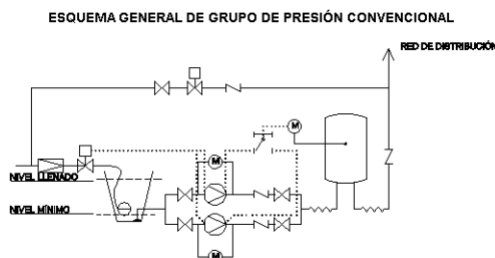 ESQUEMA GENERAL DE GRUPO DE PRESIÓN CONVENCIONAL
RED DE DISTRIBUCIÓN
M
M
NIVEL LLENADO
NIVEL MÍNIMO
M